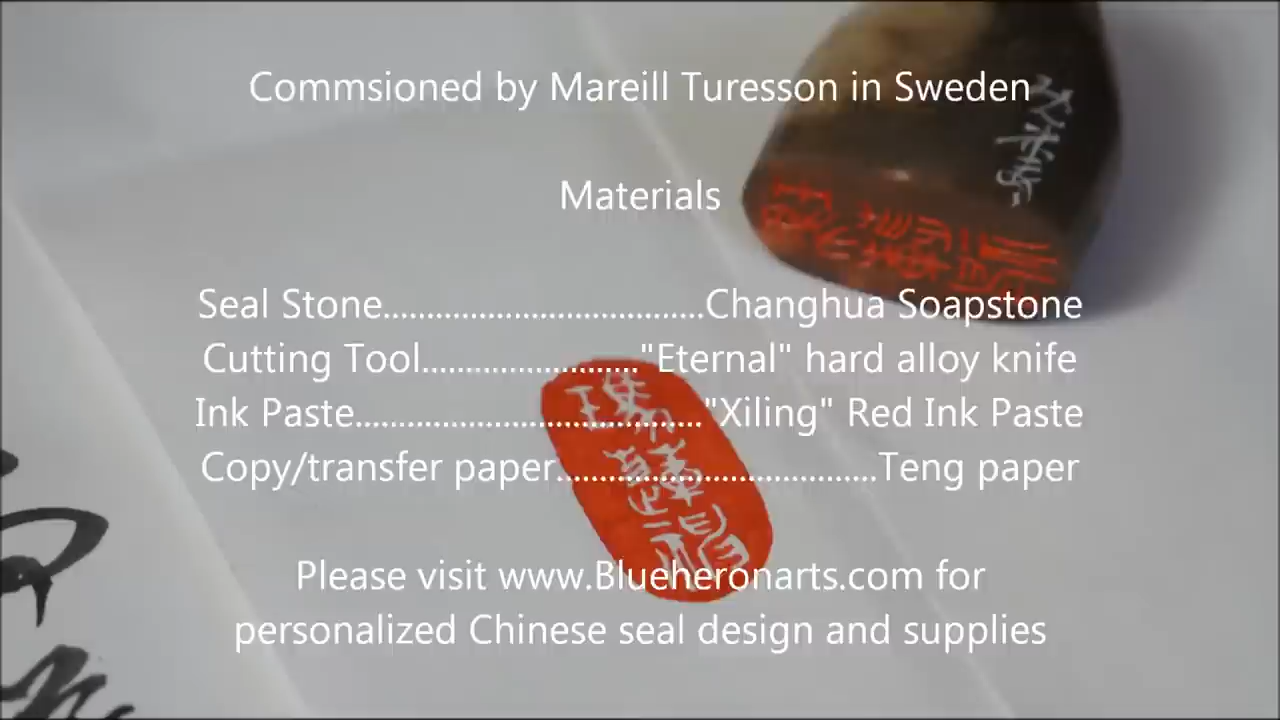 Commsioned by Mareill Turesson in Sweden
Materials
Seal Stone.....................................Changhua Soapstone
Cutting Tool........................."Eternal" hard alloy knife
Ink Paste........................................"Xiling" Red Ink Paste
Copy/transfer paper.....................................Teng paper
Please visit www.Blueheronarts.com for
personalized Chinese seal design and supplies